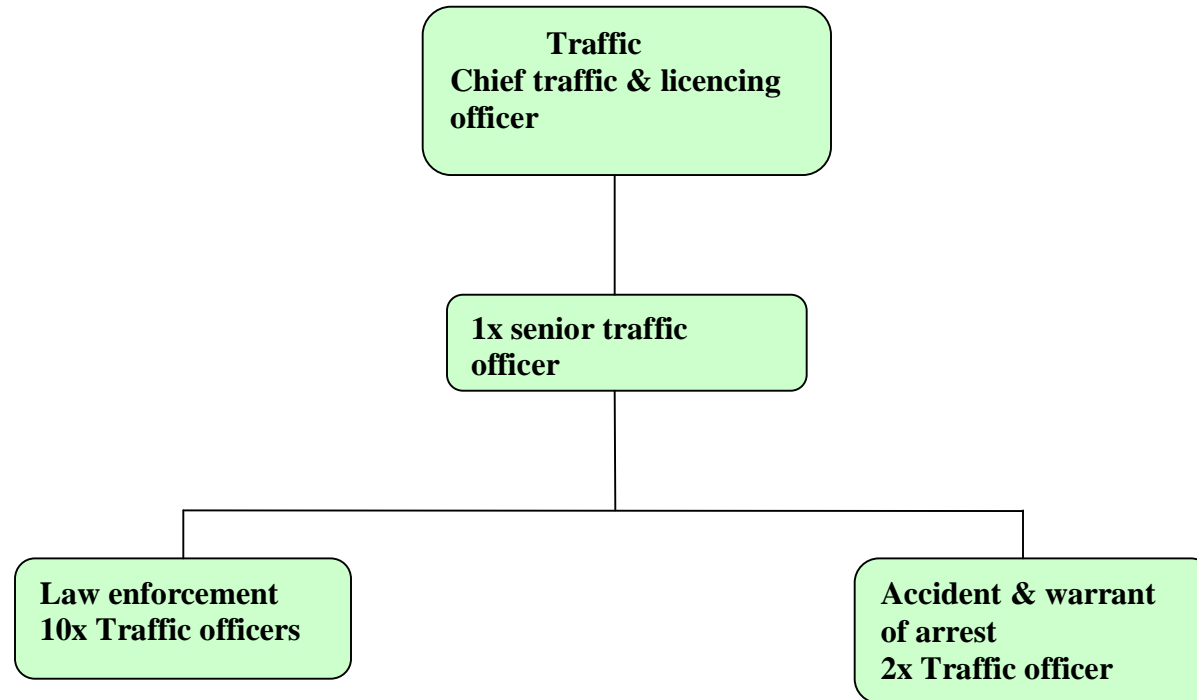 Traffic
Chief traffic & licencing
officer
1x senior traffic
officer
Law enforcement
10x Traffic officers
Accident & warrant
of arrest
2x Traffic officer